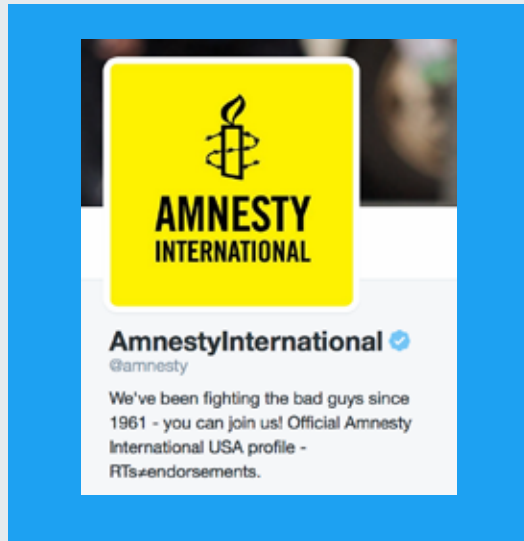 AMNESTY
INTERNATIONAL
AmnestyInternational
@amnesty
We've been fighting the bad guys since
1961 - you can join us! Official Amnesty
International USA profile -
RTs≠endorsements.